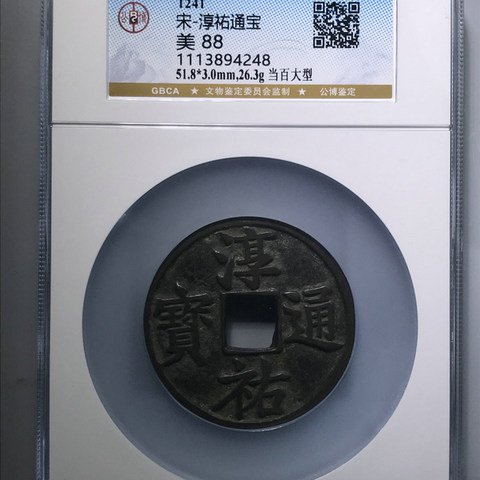 1241
宋-淳祐通宝
美 88
1113894248
51.8*3.0mm,26.3g 当百大型
GBCA ★ 文物鉴定委员会监制 ★ 公博鉴定
淳祐通寶